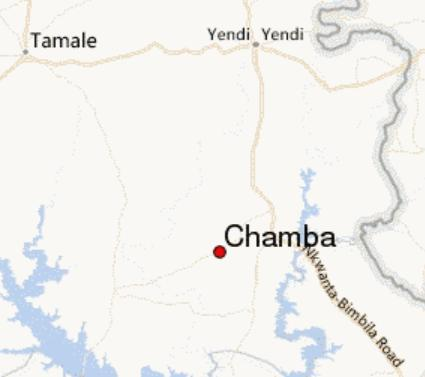 Tamale
Yendi Yendi
Chamba
Nkwanta-Bimbila Road